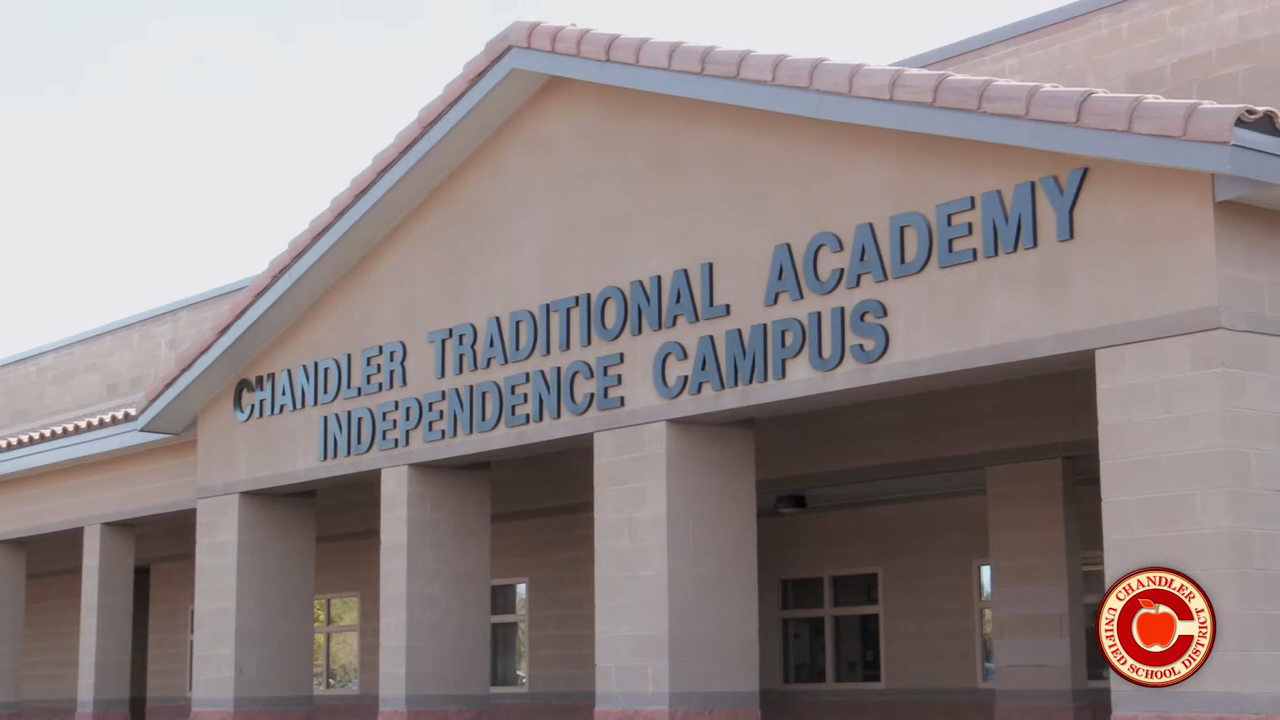 CHANDLER TRADITIONAL ACADEMY
INDEPENDENCE CAMPUS
CHANDLER
UNIFIED SCHOOL DISTRICT